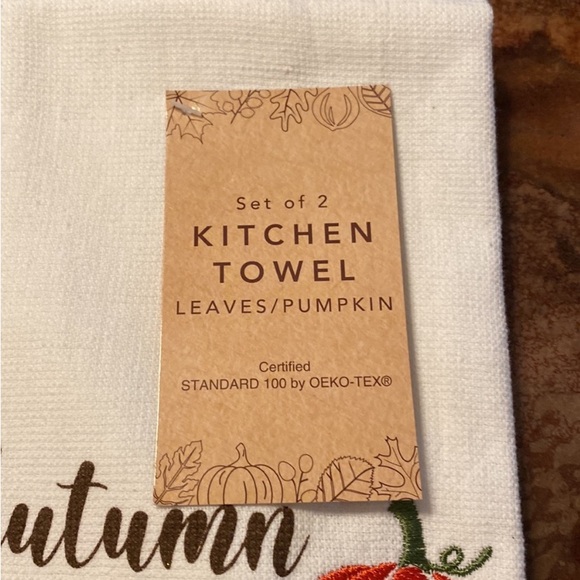 Set of 2
KITCHEN
TOWEL
LEAVES/PUMPKIN
Certified
STANDARD 100 by OEKO-TEX®
utumn